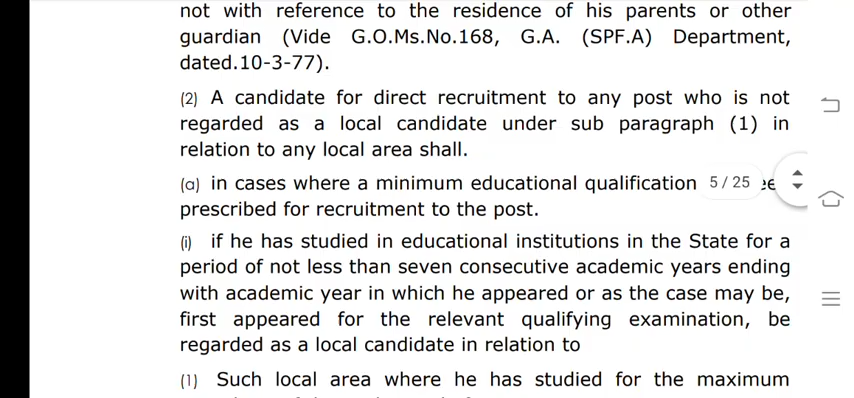 not with reference to the residence of his parents or other
guardian (Vide G.O.Ms.No.168, G.A. (SPF.A) Department,
dated.10-3-77).
(2) A candidate for direct recruitment to any post who is not
regarded as a local candidate under sub paragraph (1) in
relation to any local area shall.
(a) in cases where a minimum educational qualification
5 / 25
prescribed for recruitment to the post.
(i) if he has studied in educational institutions in the State for a
period of not less than seven consecutive academic years ending
with academic year in which he appeared or as the case may be,
first appeared for the relevant qualifying examination, be
regarded as a local candidate in relation to
(1) Such local area where he has studied for the maximum